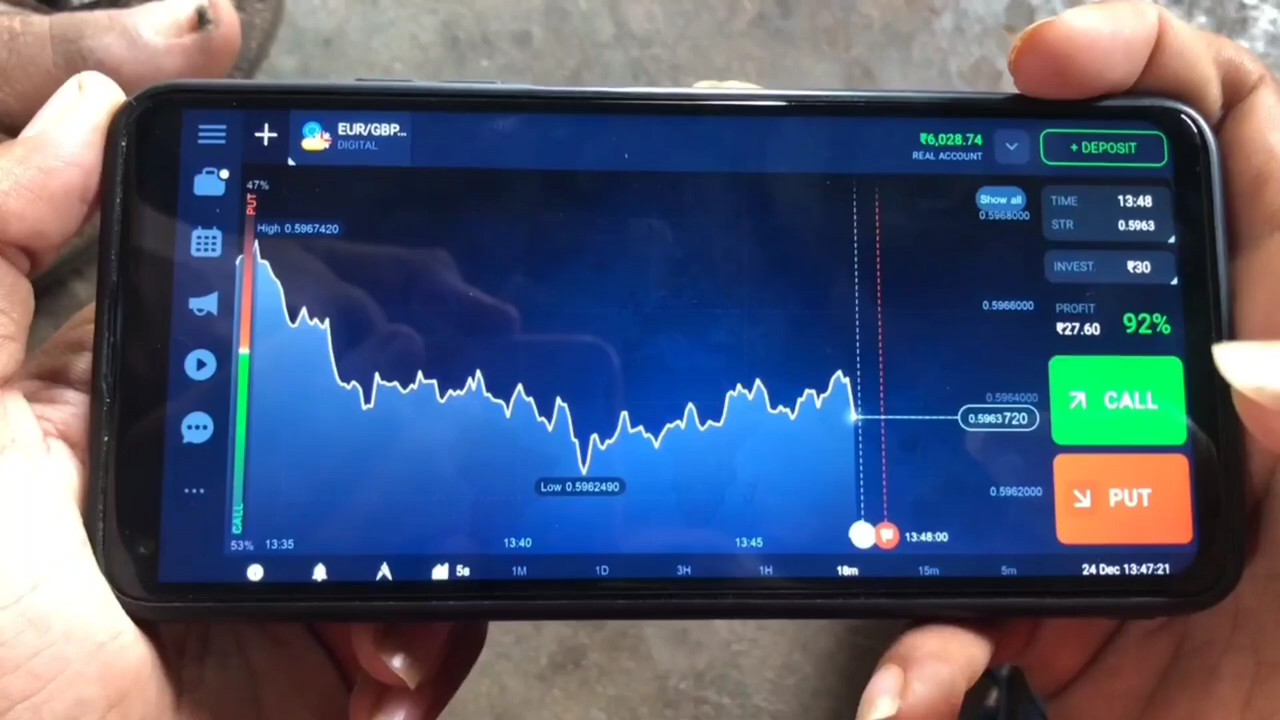 EUR/GBP...
DIGITAL
₹6,028.74
REAL ACCOUNT
+ DEPOSIT
47%
PUT
High 0.5967420
Show all
0.5968000
TIME 13:48
STR 0.5963
INVEST. ₹30
0.5966000
PROFIT
₹27.60 92%
0.5964000
CALL
0.5963720
Low 0.5962490
0.5962000
PUT
CALL
53%
13:35 13:40 13:45
13:48:00
5s 1M 1D 3H 1H 18m 15m 5m
24 Dec 13:47:21